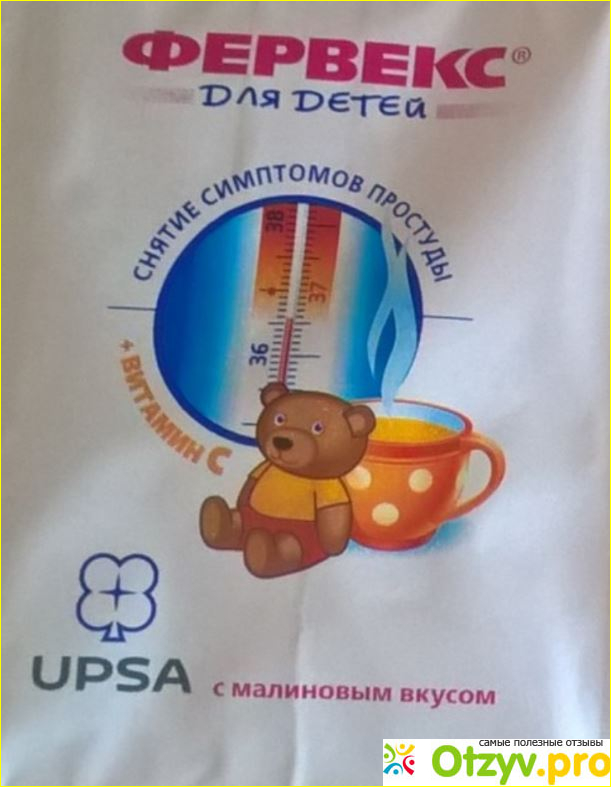 ФЕРВЕКС®
ДЛЯ ДЕТЕЙ
СНЯТИЕ СИМПТОМОВ ПРОСТУДЫ
38
37
36
+ ВИТАМИН С
UPSA
с малиновым вкусом
самые полезные отзывы
Otzyv.pro